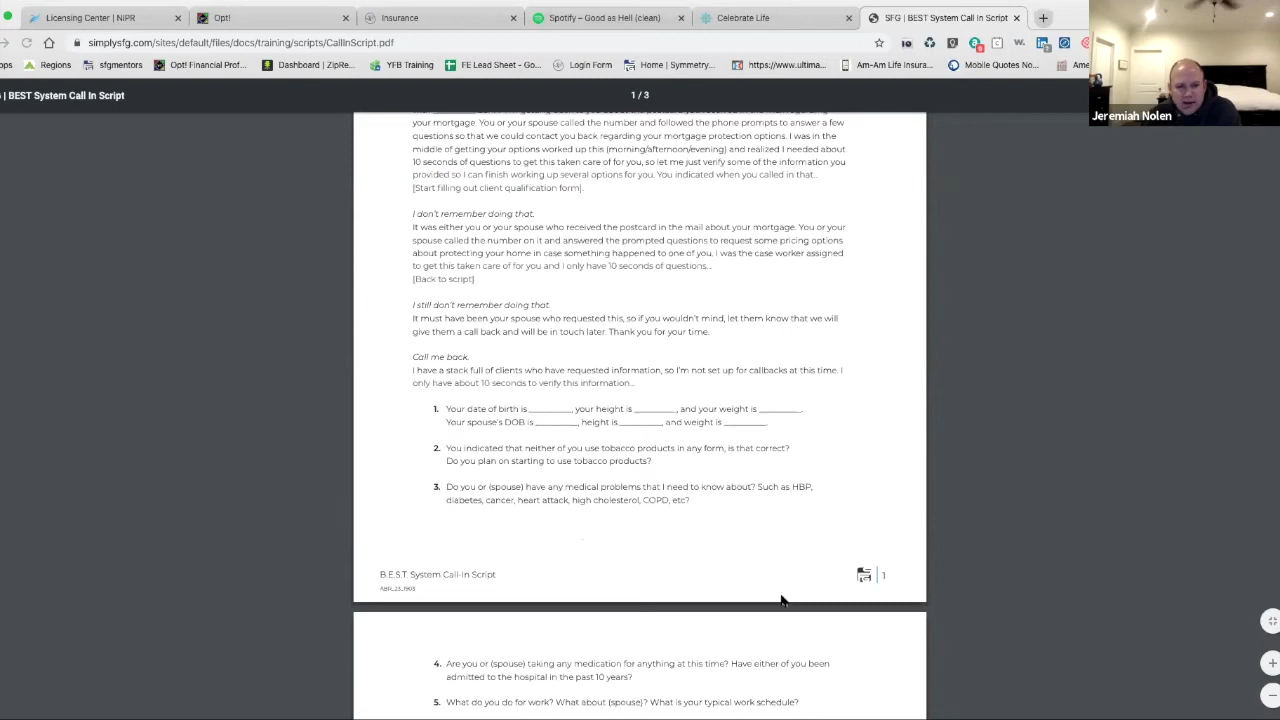 Licensing Center | NIPR
Opt!
Insurance
Spotify – Good as Hell (clean)
Celebrate Life
SFG | BEST System Call In Script
simplysfg.com/sites/default/files/docs/training/scripts/CallInScript.pdf
Regions
sfgmentors
Opt! Financial Prof...
Dashboard | ZipRe...
YFB Training
FE Lead Sheet - Go...
Login Form
Home | Symmetry...
https://www.ultima...
Am-Am Life Insura...
Mobile Quotes No...
| BEST System Call In Script
1 / 3
Jeremiah Nolen
your mortgage. You or your spouse called the number and followed the phone prompts to answer a few
questions so that we could contact you back regarding your mortgage protection options. I was in the
middle of getting your options worked up this (morning/afternoon/evening) and realized I needed about
10 seconds of questions to get this taken care of for you, so let me just verify some of the information you
provided so I can finish working up several options for you. You indicated when you called in that...
[Start filling out client qualification form].
I don't remember doing that.
It was either you or your spouse who received the postcard in the mail about your mortgage. You or your
spouse called the number on it and answered the prompted questions to request some pricing options
about protecting your home in case something happened to one of you. I was the case worker assigned
to get this taken care of for you and I only have 10 seconds of questions...
[Back to script]
I still don't remember doing that.
It must have been your spouse who requested this, so if you wouldn't mind, let them know that we will
give them a call back and will be in touch later. Thank you for your time.
Call me back.
I have a stack full of clients who have requested information, so I'm not set up for callbacks at this time. I
only have about 10 seconds to verify this information...
1. Your date of birth is_________, your height is ________, and your weight is ________.
Your spouse's DOB is ________, height is ________, and weight is ________.
2. You indicated that neither of you use tobacco products in any form, is that correct?
Do you plan on starting to use tobacco products?
3. Do you or (spouse) have any medical problems that I need to know about? Such as HBP,
diabetes, cancer, heart attack, high cholesterol, COPD, etc?
B.E.S.T. System Call-In Script
1
4. Are you or (spouse) taking any medication for anything at this time? Have either of you been
admitted to the hospital in the past 10 years?
5. What do you do for work? What about (spouse)? What is your typical work schedule?